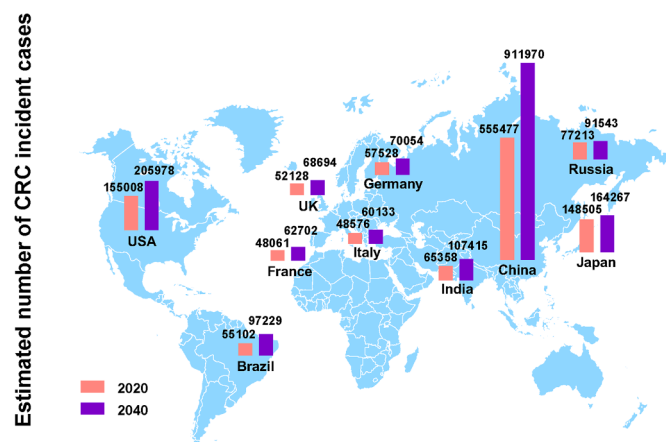 Estimated number of CRC incident cases
911970
555477
91543
77213
Russia
70054
57528
Germany
68694
52128
UK
205978
155008
USA
164267
148505
Japan
60133
48576
Italy
62702
48061
France
107415
65358
India
China
97229
55102
Brazil
2020
2040